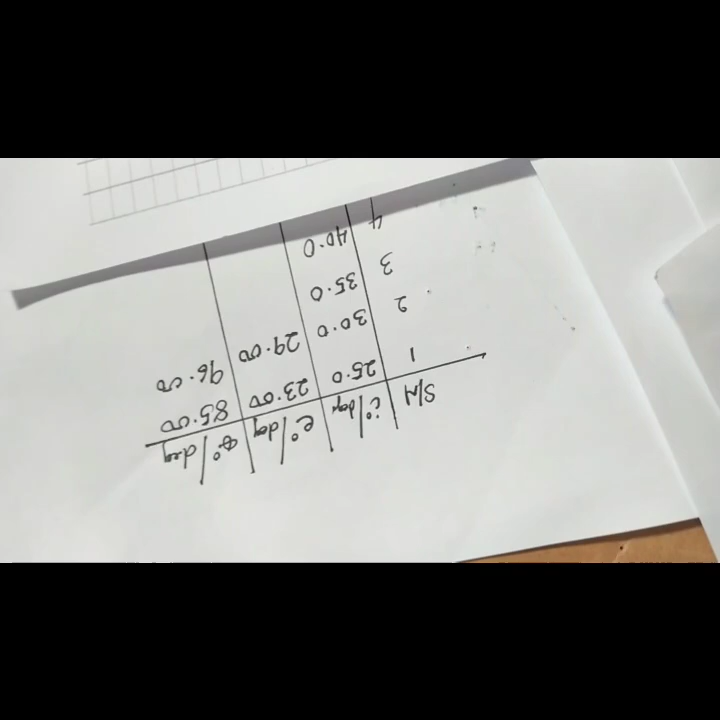 S/N | i°/deg | e°/deg | θ°/deg
1 25.0 23.00 85.00
2 30.0 29.00 96.00
3 35.0
4 40.0